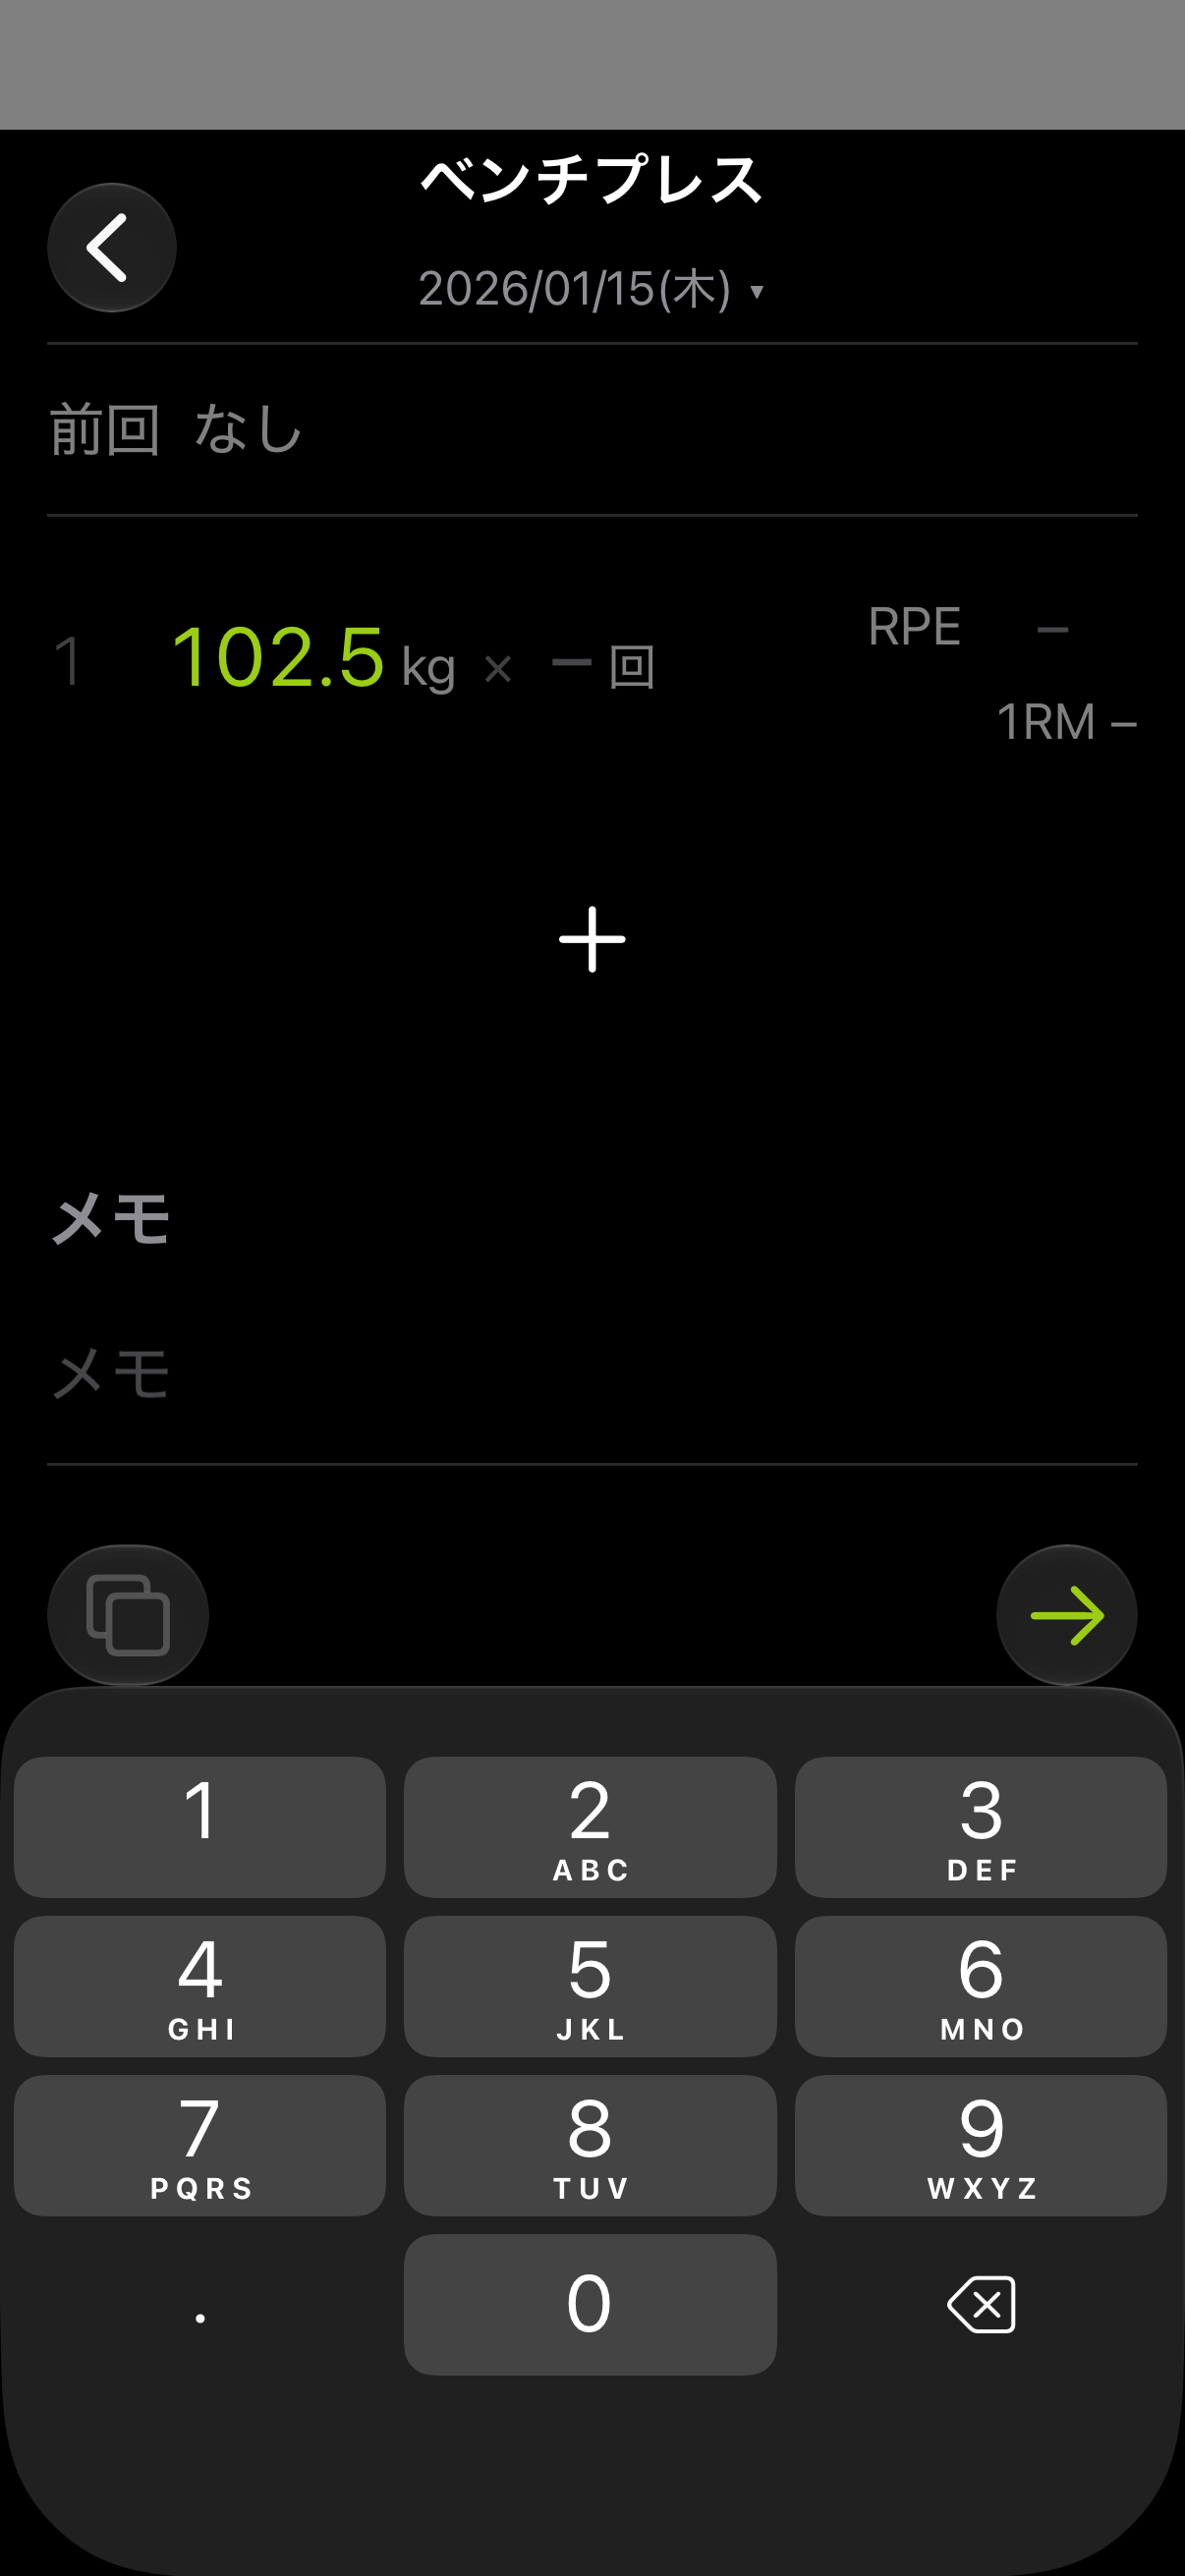 ベンチプレス
2026/01/15(木) ▼
前回 なし
1 102.5 kg × – 回 RPE –
1RM –
メモ
メモ
1 2 3
ABC DEF
4 5 6
GHI JKL MNO
7 8 9
PQRS TUV WXYZ
. 0